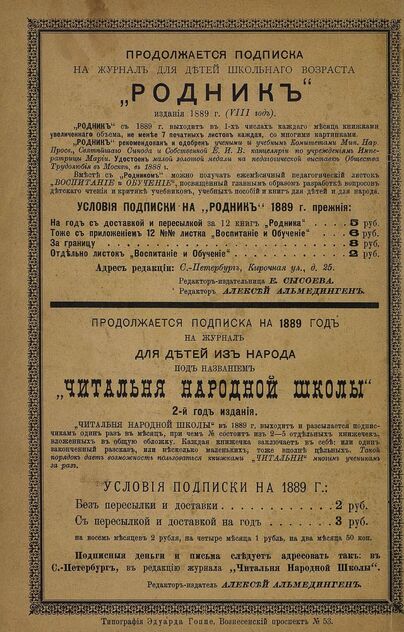 ПРОДОЛЖАЕТСЯ ПОДПИСКА
НА ЖУРНАЛЪ ДЛЯ ДѢТЕЙ ШКОЛЬНАГО ВОЗРАСТА
„РОДНИКЪ“
изданія 1889 г. (VIII годъ).
„РОДНИКЪ“ съ 1889 г. выходитъ въ 1-хъ числахъ каждаго мѣсяца книжками
увеличеннаго объема, не менѣе 7 печатныхъ листовъ каждая, со многими картинками.
„РОДНИКЪ“ рекомендованъ и одобренъ учеными и учебными Комитетами Мин. Нар.
Просв., Святѣйшаго Синода и Собственной Е. И. В. канцеляріи по учрежденіямъ Импе-
ратрицы Маріи. Удостоенъ малой золотой медали на педагогической выставкѣ Общества
Трудолюбія въ Москвѣ, въ 1888 г.
Вмѣстѣ съ „Родникомъ“ можно получать ежемѣсячный педагогическій листокъ
„ВОСПИТАНІЕ и ОБУЧЕНІЕ“, посвященный главнымъ образомъ разработкѣ вопросовъ
дѣтскаго чтенія и критикѣ учебниковъ, учебныхъ пособій и книгъ для дѣтей и для народа.
УСЛОВІЯ ПОДПИСКИ НА „РОДНИКЪ“ 1889 г. прежнія:
На годъ съ доставкой и пересылкой за 12 книгъ „Родника“ 5 руб.
Тоже съ приложеніемъ 12 №№ листка „Воспитаніе и Обученіе“ 6 руб.
За границу 8 руб.
Отдѣльно листокъ „Воспитаніе и Обученіе“ 2 руб.
Адресъ редакціи: С.-Петербургъ, Кирочная ул., д. 25.
Редакторъ-издательница Е. СЫСОЕВА.
Редакторъ АЛЕКСѢЙ АЛЬМЕДИНГЕНЪ.
ПРОДОЛЖАЕТСЯ ПОДПИСКА НА 1889 ГОДЪ
НА ЖУРНАЛЪ
ДЛЯ ДѢТЕЙ ИЗЪ НАРОДА
ПОДЪ НАЗВАНІЕМЪ
„ЧИТАЛЬНЯ НАРОДНОЙ ШКОЛЫ“
2-й годъ изданія.
„ЧИТАЛЬНЯ НАРОДНОЙ ШКОЛЫ“ въ 1889 г. выходитъ и разсылается подпис-
чикамъ одинъ разъ въ мѣсяцъ, при чемъ № состоитъ изъ 2—5 отдѣльныхъ книжечекъ,
вложенныхъ въ общую обложку. Каждая книжечка заключаетъ въ себѣ: или одинъ
законченный разсказъ, или нѣсколько маленькихъ, тоже вполнѣ цѣльныхъ. Такой
порядокъ даетъ возможность пользоваться книжками „ЧИТАЛЬНИ“ многимъ ученикамъ
за разъ.
УСЛОВІЯ ПОДПИСКИ НА 1889 Г.:
Безъ пересылки и доставки 2 руб.
Съ пересылкой и доставкой на годъ 3 руб.
на восемь мѣсяцевъ 2 рубля, на четыре мѣсяца 1 рубль, на два мѣсяца 50 коп.
Подписныя деньги и письма слѣдуетъ адресовать такъ: въ
С.-Петербургъ, въ редакцію журнала „Читальня Народной Школы“.
Редакторъ-издатель АЛЕКСѢЙ АЛЬМЕДИНГЕНЪ.
Типографія Эдуарда Гоппе, Вознесенскій проспектъ № 53.